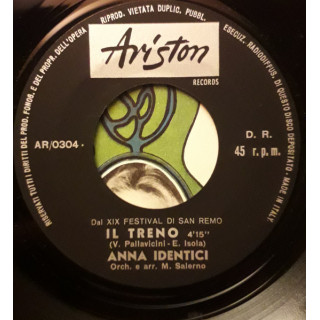 RISERVATI TUTTI I DIRITTI DEL PROD. FONOG. E DEL PROPR. DELL'OPERA
RIPROD. VIETATA DUPLIC. PUBBL.
ESECUZ. RADIODIFFUS. DI QUESTO DISCO DEPOSITATO - MADE IN ITALY
Ariston
RECORDS
AR/0304
D. R.
45 r.p.m.
Dal XIX FESTIVAL DI SAN REMO
IL TRENO 4'15"
(V. Pallavicini - E. Isola)
ANNA IDENTICI
Orch. e arr. M. Salerno